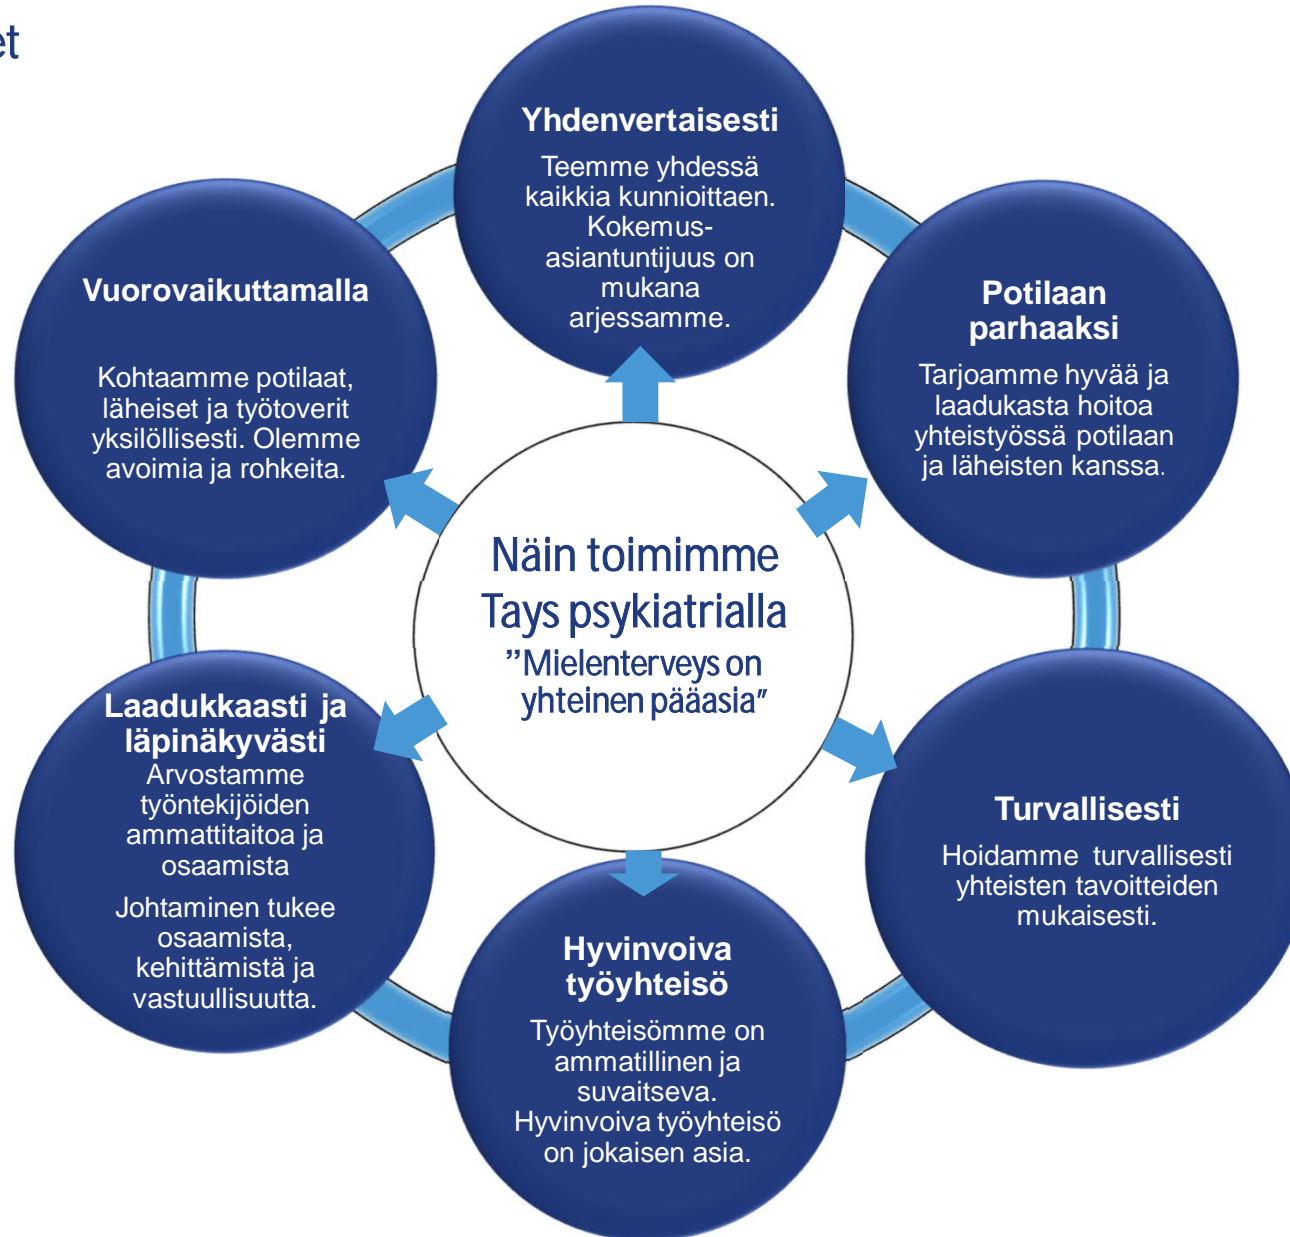 et
Yhdenvertaisesti
Teemme yhdessä
kaikkia kunnioittaen.
Kokemus-
asiantuntijuus on
mukana
arjessamme.
Potilaan
parhaaksi
Tarjoamme hyvää ja
laadukasta hoitoa
yhteistyössä potilaan
ja läheisten kanssa.
Turvallisesti
Hoidamme turvallisesti
yhteisten tavoitteiden
mukaisesti.
Hyvinvoiva
työyhteisö
Työyhteisömme on
ammatillinen ja
suvaitseva.
Hyvinvoiva työyhteisö
on jokaisen asia.
Laadukkaasti ja
läpinäkyvästi
Arvostamme
työntekijöiden
ammattitaitoa ja
osaamista
Johtaminen tukee
osaamista,
kehittämistä ja
vastuullisuutta.
Vuorovaikuttamalla
Kohtaamme potilaat,
läheiset ja työtoverit
yksilöllisesti. Olemme
avoimia ja rohkeita.
Näin toimimme
Tays psykiatrialla
”Mielenterveys on
yhteinen pääasia”